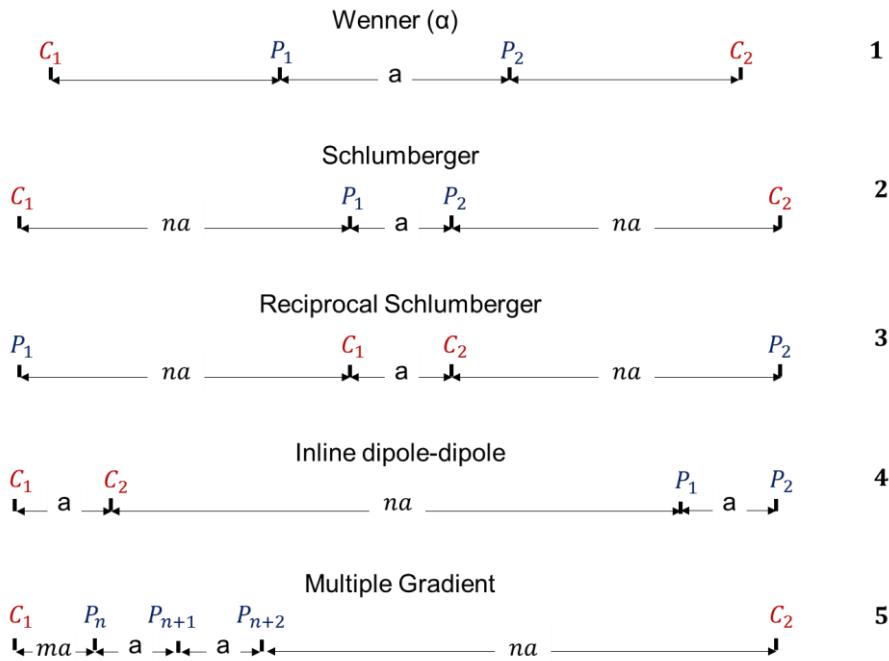 Wenner (α)
C₁ P₁ P₂ C₂ 1
a
Schlumberger
C₁ P₁ P₂ C₂ 2
na a na
Reciprocal Schlumberger
P₁ C₁ C₂ P₂ 3
na a na
Inline dipole-dipole
C₁ C₂ P₁ P₂ 4
a na a
Multiple Gradient
C₁ Pₙ Pₙ₊₁ Pₙ₊₂ C₂ 5
ma a a na